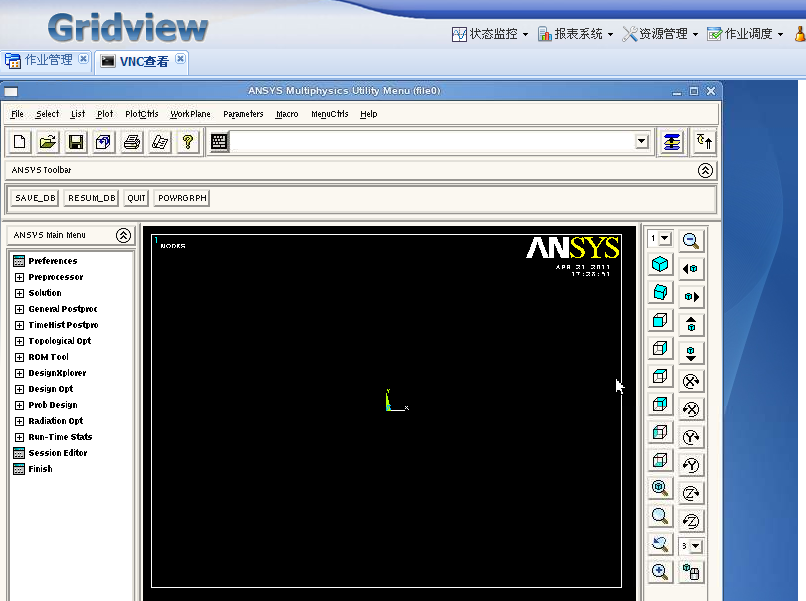 Gridview
状态监控 报表系统 资源管理 作业调度
作业管理 VNC查看
ANSYS Multiphysics Utility Menu (file0)
File Select List Plot PlotCtrls WorkPlane Parameters Macro MenuCtrls Help
ANSYS Toolbar
SAVE_DB RESUM_DB QUIT POWRGRPH
ANSYS Main Menu
Preferences
Preprocessor
Solution
General Postproc
TimeHist Postpro
Topological Opt
ROM Tool
DesignXplorer
Design Opt
Prob Design
Radiation Opt
Run-Time Stats
Session Editor
Finish
1
NODES
ANSYS
APR 21 2011
Y
X
1
3